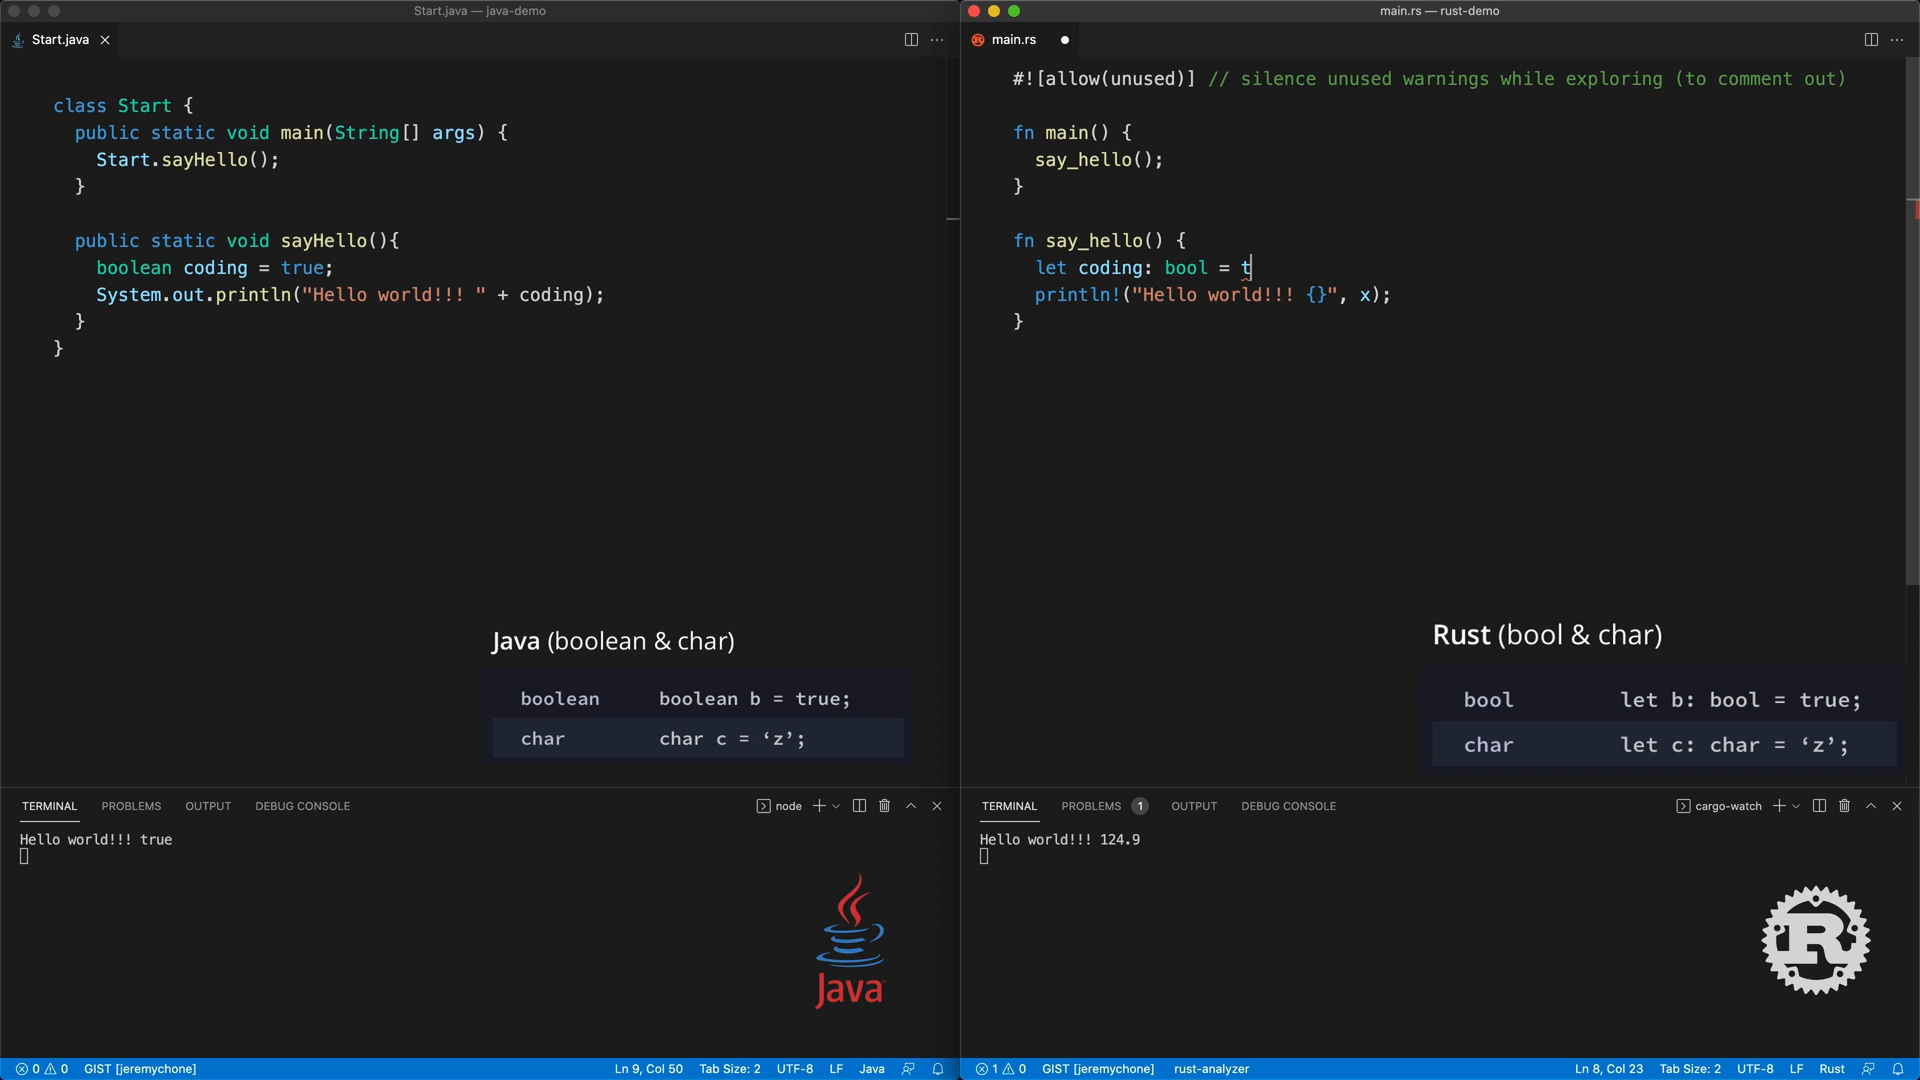 Start.java — java-demo
Start.java
class Start {
public static void main(String[] args) {
Start.sayHello();
}
public static void sayHello(){
boolean coding = true;
System.out.println("Hello world!!! " + coding);
}
}
Java (boolean & char)
boolean boolean b = true;
char char c = ‘z’;
TERMINAL PROBLEMS OUTPUT DEBUG CONSOLE node
Hello world!!! true
Java
0 0 GIST [jeremychone] Ln 9, Col 50 Tab Size: 2 UTF-8 LF Java
main.rs — rust-demo
main.rs
#![allow(unused)] // silence unused warnings while exploring (to comment out)
fn main() {
say_hello();
}
fn say_hello() {
let coding: bool = t
println!("Hello world!!! {}", x);
}
Rust (bool & char)
bool let b: bool = true;
char let c: char = ‘z’;
TERMINAL PROBLEMS 1 OUTPUT DEBUG CONSOLE cargo-watch
Hello world!!! 124.9
R
1 0 GIST [jeremychone] rust-analyzer Ln 8, Col 23 Tab Size: 2 UTF-8 LF Rust